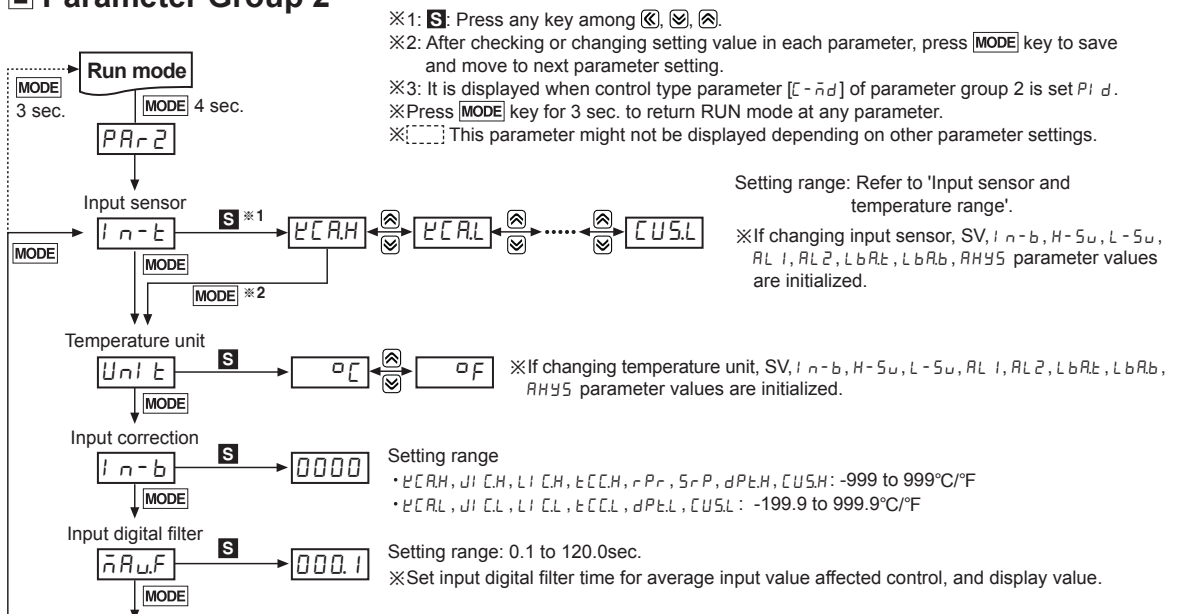 Parameter Group 2
※1: S: Press any key among «, ︾, ︽.
※2: After checking or changing setting value in each parameter, press MODE key to save
and move to next parameter setting.
※3: It is displayed when control type parameter [C-md] of parameter group 2 is set PId.
※Press MODE key for 3 sec. to return RUN mode at any parameter.
※[ ] This parameter might not be displayed depending on other parameter settings.
Run mode
MODE
3 sec.
MODE 4 sec.
PAr2
Input sensor
In-t
S ※1
KCA.H
KCA.L
CUS.L
MODE
MODE
MODE ※2
Setting range: Refer to 'Input sensor and
temperature range'.
※If changing input sensor, SV, In-b, H-Sv, L-Sv,
AL1, AL2, LbA.t, LbA.b, AHYS parameter values
are initialized.
Temperature unit
UnIt
S
°C
°F
※If changing temperature unit, SV, In-b, H-Sv, L-Sv, AL1, AL2, LbA.t, LbA.b,
AHYS parameter values are initialized.
MODE
Input correction
In-b
S
0000
Setting range
•KCA.H, JIC.H, LIC.H, tCC.H, rPr, SrP, dPt.H, CUS.H: -999 to 999°C/°F
•KCA.L, JIC.L, LIC.L, tCC.L, dPt.L, CUS.L: -199.9 to 999.9°C/°F
MODE
Input digital filter
mAv.F
S
000.1
Setting range: 0.1 to 120.0sec.
※Set input digital filter time for average input value affected control, and display value.
MODE